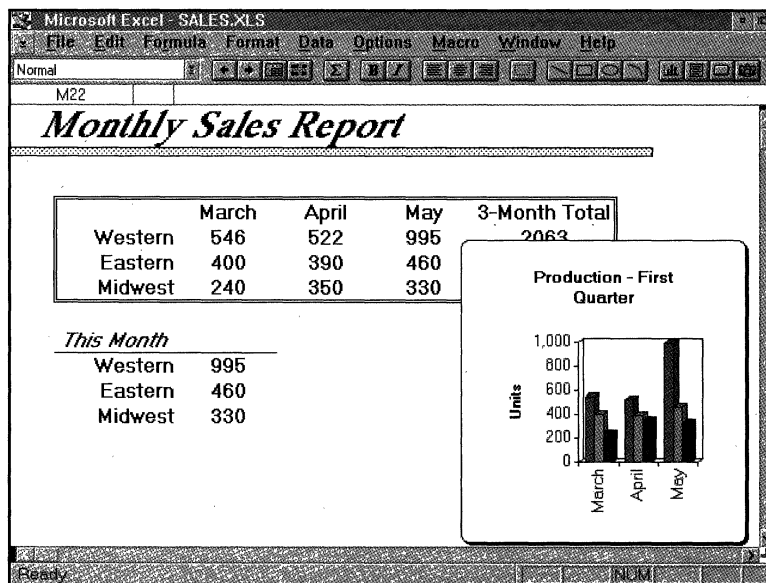 Microsoft Excel - SALES.XLS
File Edit Formula Format Data Options Macro Window Help
Normal Σ B I
M22
Monthly Sales Report
March April May 3-Month Total
Western 546 522 995 2063
Eastern 400 390 460
Midwest 240 350 330
This Month
Western 995
Eastern 460
Midwest 330
Production - First
Quarter
Units
1,000
800
600
400
200
0
March April May
Ready NUM